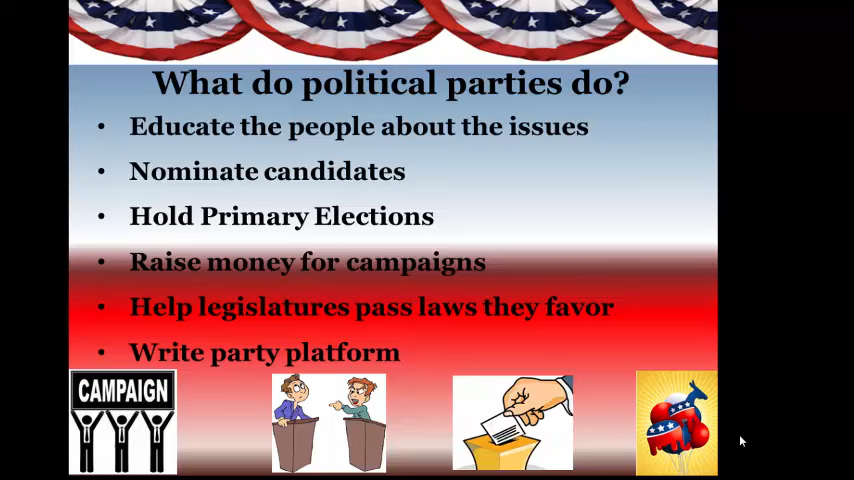 What do political parties do?
• Educate the people about the issues
• Nominate candidates
• Hold Primary Elections
• Raise money for campaigns
• Help legislatures pass laws they favor
• Write party platform
CAMPAIGN